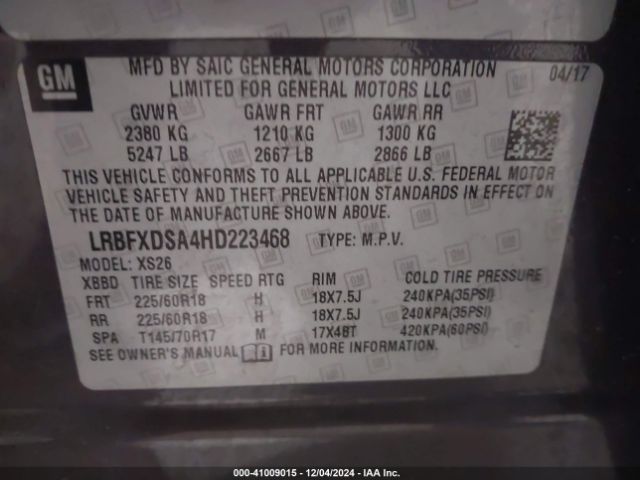 GM
MFD BY SAIC GENERAL MOTORS CORPORATION 04/17
LIMITED FOR GENERAL MOTORS LLC
GVWR GAWR FRT GAWR RR
2380 KG 1210 KG 1300 KG
5247 LB 2667 LB 2866 LB
THIS VEHICLE CONFORMS TO ALL APPLICABLE U.S. FEDERAL MOTOR
VEHICLE SAFETY AND THEFT PREVENTION STANDARDS IN EFFECT ON
THE DATE OF MANUFACTURE SHOWN ABOVE.
LRBFXDSA4HD223468 TYPE: M.P.V.
MODEL: XS26
XBBD TIRE SIZE SPEED RTG RIM COLD TIRE PRESSURE
FRT 225/60R18 H 18X7.5J 240KPA(35PSI)
RR 225/60R18 H 18X7.5J 240KPA(35PSI)
SPA T145/70R17 M 17X4BT 420KPA(60PSI)
SEE OWNER'S MANUAL FOR MORE INFORMATION.
000-41009015 - 12/04/2024 - IAA Inc.